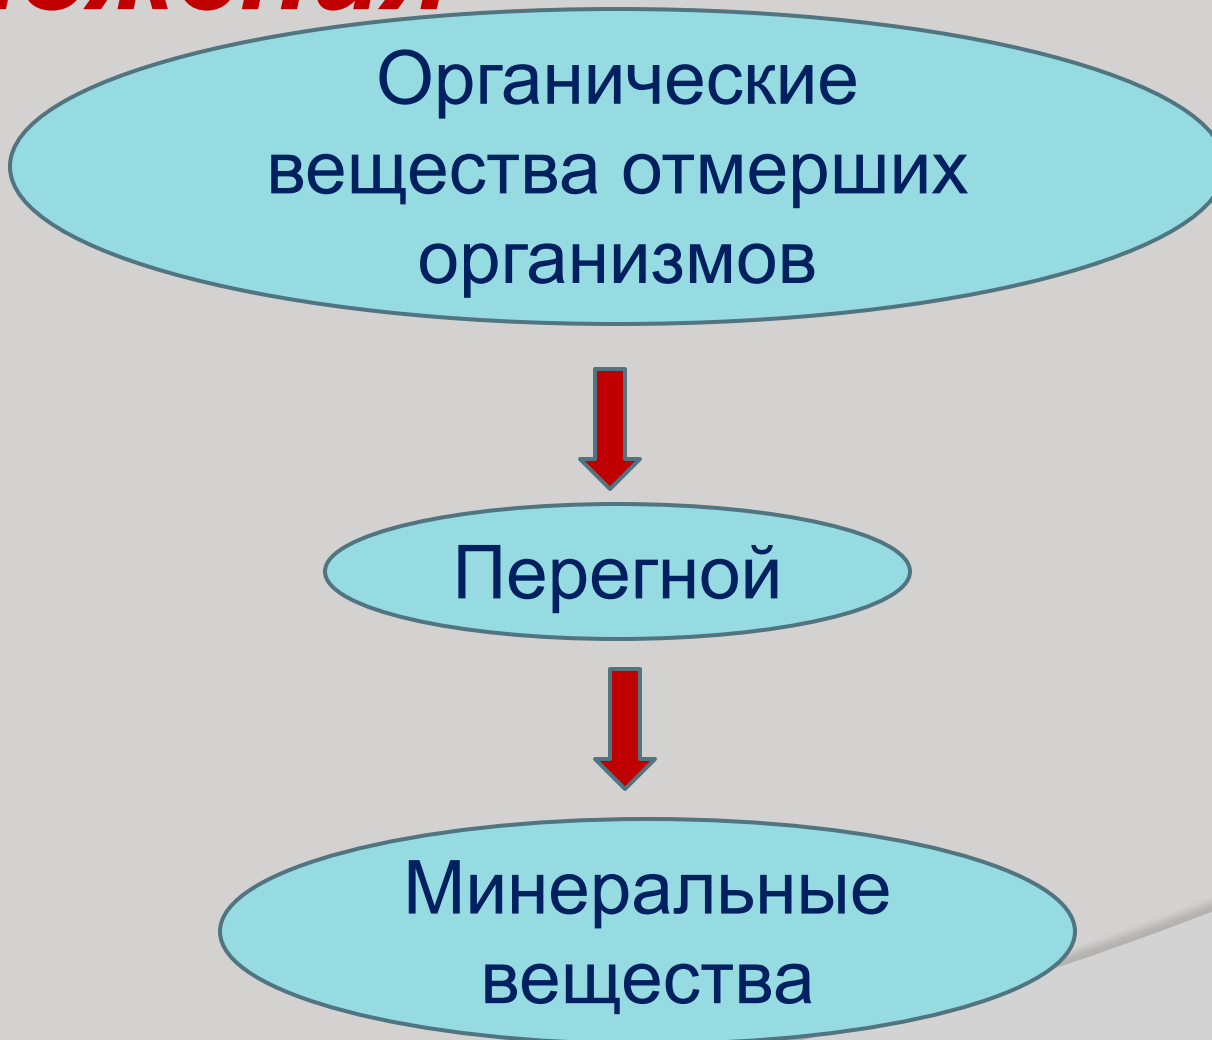 Органические
вещества отмерших
организмов
Перегной
Минеральные
вещества